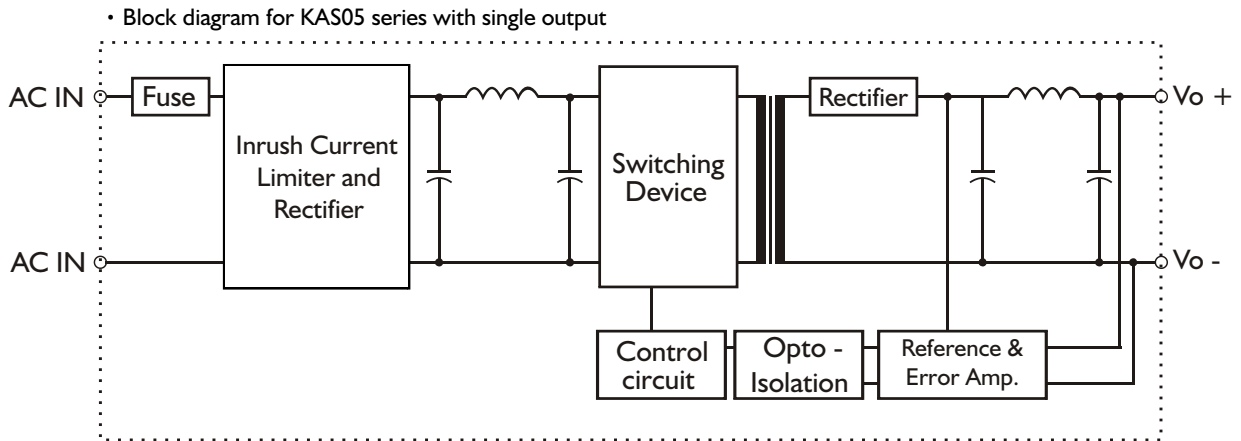 • Block diagram for KAS05 series with single output
AC IN
Fuse
Inrush Current
Limiter and
Rectifier
Switching
Device
Rectifier
Vo +
AC IN
Vo -
Control
circuit
Opto -
Isolation
Reference &
Error Amp.